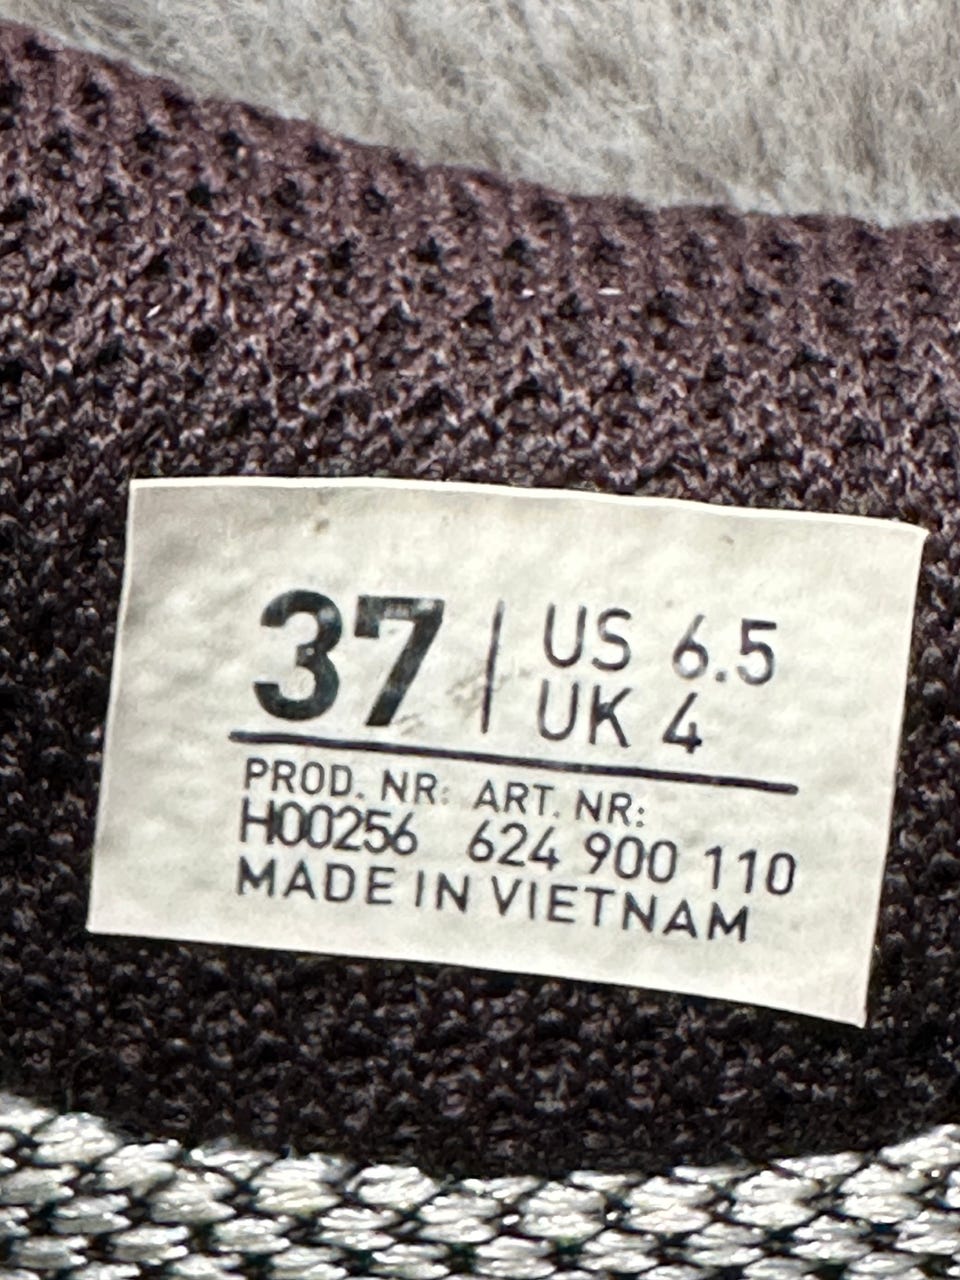 37 | US 6.5
UK 4
PROD. NR: ART. NR:
H00256 624 900 110
MADE IN VIETNAM